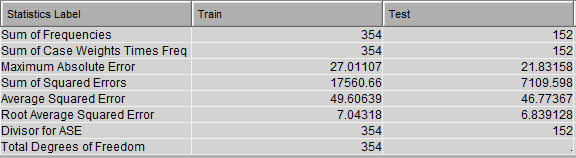 Statistics Label Train Test
Sum of Frequencies 354 152
Sum of Case Weights Times Freq 354 152
Maximum Absolute Error 27.01107 21.83158
Sum of Squared Errors 17560.66 7109.598
Average Squared Error 49.60639 46.77367
Root Average Squared Error 7.04318 6.839128
Divisor for ASE 354 152
Total Degrees of Freedom 354 .